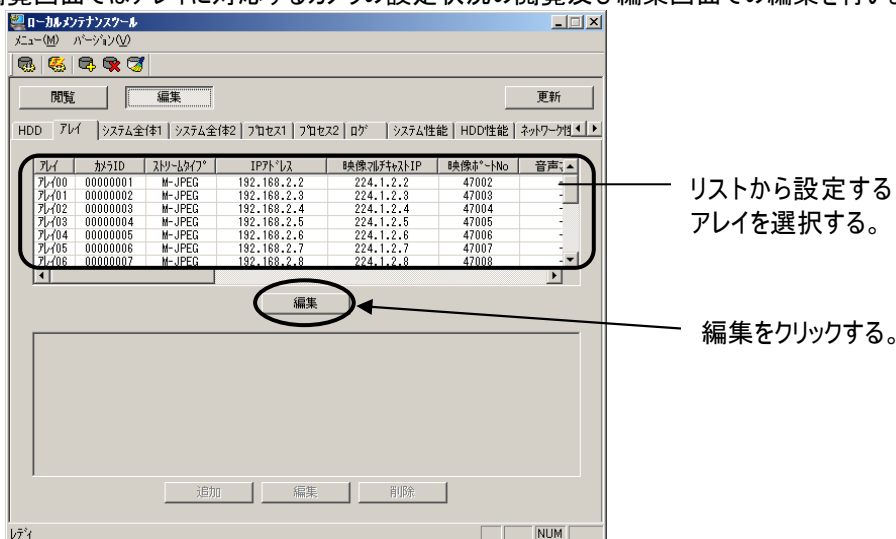 閲覧画面ではアレイに対応するカメラの設定状況の閲覧及び編集画面での編集を行い
ローカルメンテナンスツール
メニュー(M) バージョン(V)
閲覧 編集 更新
HDD アレイ システム全体1 システム全体2 プロセス1 プロセス2 ログ システム性能 HDD性能 ネットワーク性
アレイ カメラID ストリームタイプ IPアドレス 映像マルチキャストIP 映像ポートNo 音声
アレイ00 00000001 M-JPEG 192.168.2.2 224.1.2.2 47002 -
アレイ01 00000002 M-JPEG 192.168.2.3 224.1.2.3 47003 -
アレイ02 00000003 M-JPEG 192.168.2.4 224.1.2.4 47004 -
アレイ03 00000004 M-JPEG 192.168.2.5 224.1.2.5 47005 -
アレイ04 00000005 M-JPEG 192.168.2.6 224.1.2.6 47006 -
アレイ05 00000006 M-JPEG 192.168.2.7 224.1.2.7 47007 -
アレイ06 00000007 M-JPEG 192.168.2.8 224.1.2.8 47008 -
リストから設定する
アレイを選択する。
編集
編集をクリックする。
追加 編集 削除
レディ NUM